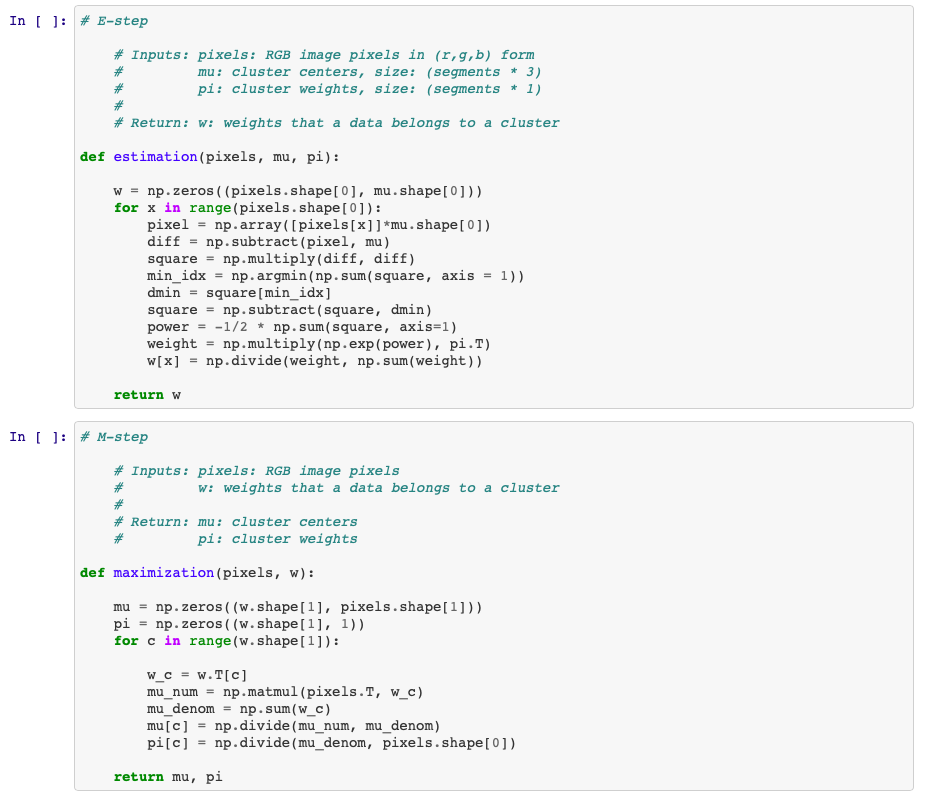 In [ ]: # E-step
# Inputs: pixels: RGB image pixels in (r,g,b) form
#         mu: cluster centers, size: (segments * 3)
#         pi: cluster weights, size: (segments * 1)
#
# Return: w: weights that a data belongs to a cluster
def estimation(pixels, mu, pi):
    w = np.zeros((pixels.shape[0], mu.shape[0]))
    for x in range(pixels.shape[0]):
        pixel = np.array([pixels[x]]*mu.shape[0])
        diff = np.subtract(pixel, mu)
        square = np.multiply(diff, diff)
        min_idx = np.argmin(np.sum(square, axis = 1))
        dmin = square[min_idx]
        square = np.subtract(square, dmin)
        power = -1/2 * np.sum(square, axis=1)
        weight = np.multiply(np.exp(power), pi.T)
        w[x] = np.divide(weight, np.sum(weight))
    return w
In [ ]: # M-step
# Inputs: pixels: RGB image pixels
#         w: weights that a data belongs to a cluster
#
# Return: mu: cluster centers
#         pi: cluster weights
def maximization(pixels, w):
    mu = np.zeros((w.shape[1], pixels.shape[1]))
    pi = np.zeros((w.shape[1], 1))
    for c in range(w.shape[1]):
        w_c = w.T[c]
        mu_num = np.matmul(pixels.T, w_c)
        mu_denom = np.sum(w_c)
        mu[c] = np.divide(mu_num, mu_denom)
        pi[c] = np.divide(mu_denom, pixels.shape[0])
    return mu, pi